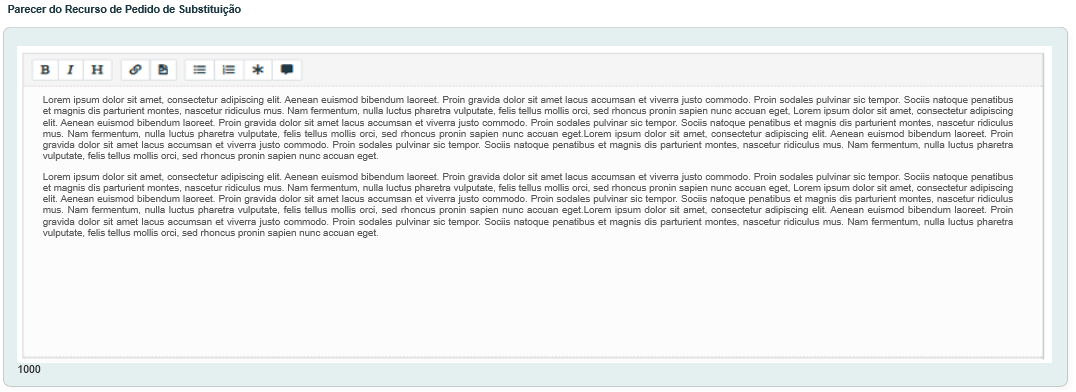 Parecer do Recurso de Pedido de Substituição
B I H
Lorem ipsum dolor sit amet, consectetur adipiscing elit. Aenean euismod bibendum laoreet. Proin gravida dolor sit amet lacus accumsan et viverra justo commodo. Proin sodales pulvinar sic tempor. Sociis natoque penatibus
et magnis dis parturient montes, nascetur ridiculus mus. Nam fermentum, nulla luctus pharetra vulputate, felis tellus mollis orci, sed rhoncus pronin sapien nunc accuan eget, Lorem ipsum dolor sit amet, consectetur adipiscing
elit. Aenean euismod bibendum laoreet. Proin gravida dolor sit amet lacus accumsan et viverra justo commodo. Proin sodales pulvinar sic tempor. Sociis natoque penatibus et magnis dis parturient montes, nascetur ridiculus
mus. Nam fermentum, nulla luctus pharetra vulputate, felis tellus mollis orci, sed rhoncus pronin sapien nunc accuan eget.Lorem ipsum dolor sit amet, consectetur adipiscing elit. Aenean euismod bibendum laoreet. Proin
gravida dolor sit amet lacus accumsan et viverra justo commodo. Proin sodales pulvinar sic tempor. Sociis natoque penatibus et magnis dis parturient montes, nascetur ridiculus mus. Nam fermentum, nulla luctus pharetra
vulputate, felis tellus mollis orci, sed rhoncus pronin sapien nunc accuan eget.
Lorem ipsum dolor sit amet, consectetur adipiscing elit. Aenean euismod bibendum laoreet. Proin gravida dolor sit amet lacus accumsan et viverra justo commodo. Proin sodales pulvinar sic tempor. Sociis natoque penatibus
et magnis dis parturient montes, nascetur ridiculus mus. Nam fermentum, nulla luctus pharetra vulputate, felis tellus mollis orci, sed rhoncus pronin sapien nunc accuan eget, Lorem ipsum dolor sit amet, consectetur adipiscing
elit. Aenean euismod bibendum laoreet. Proin gravida dolor sit amet lacus accumsan et viverra justo commodo. Proin sodales pulvinar sic tempor. Sociis natoque penatibus et magnis dis parturient montes, nascetur ridiculus
mus. Nam fermentum, nulla luctus pharetra vulputate, felis tellus mollis orci, sed rhoncus pronin sapien nunc accuan eget.Lorem ipsum dolor sit amet, consectetur adipiscing elit. Aenean euismod bibendum laoreet. Proin
gravida dolor sit amet lacus accumsan et viverra justo commodo. Proin sodales pulvinar sic tempor. Sociis natoque penatibus et magnis dis parturient montes, nascetur ridiculus mus. Nam fermentum, nulla luctus pharetra
vulputate, felis tellus mollis orci, sed rhoncus pronin sapien nunc accuan eget.
1000